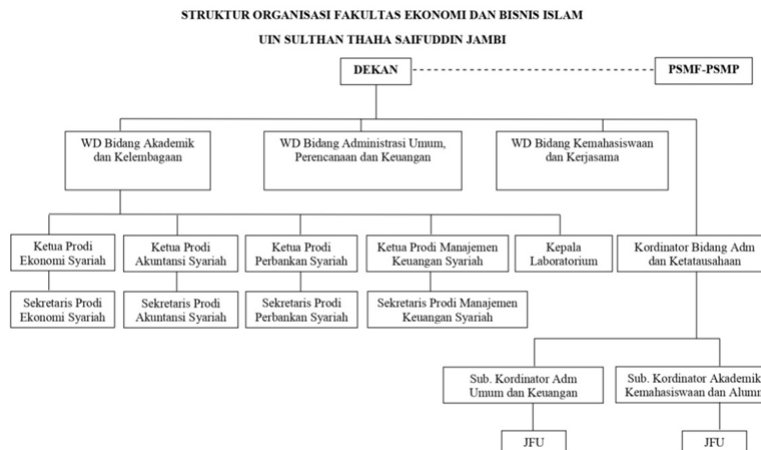 STRUKTUR ORGANISASI FAKULTAS EKONOMI DAN BISNIS ISLAM
UIN SULTHAN THAHA SAIFUDDIN JAMBI
DEKAN
PSMF-PSMP
WD Bidang Akademik
dan Kelembagaan
WD Bidang Administrasi Umum,
Perencanaan dan Keuangan
WD Bidang Kemahasiswaan
dan Kerjasama
Ketua Prodi
Ekonomi Syariah
Ketua Prodi
Akuntansi Syariah
Ketua Prodi
Perbankan Syariah
Ketua Prodi Manajemen
Keuangan Syariah
Kepala
Laboratorium
Kordinator Bidang Adm
dan Ketatausahaan
Sekretaris Prodi
Ekonomi Syariah
Sekretaris Prodi
Akuntansi Syariah
Sekretaris Prodi
Perbankan Syariah
Sekretaris Prodi Manajemen
Keuangan Syariah
Sub. Kordinator Adm
Umum dan Keuangan
Sub. Kordinator Akademik
Kemahasiswaan dan Alumn
JFU
JFU